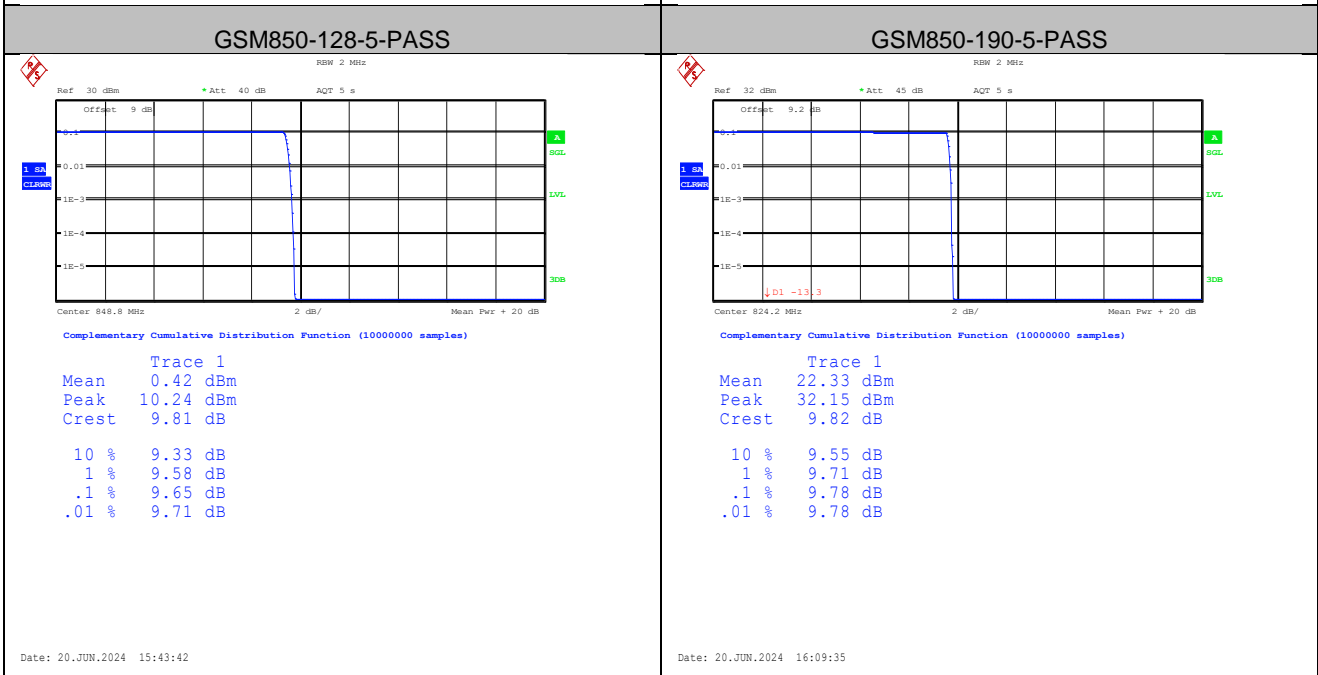 GSM850-128-5-PASS
R S
RBW 2 MHz
Ref 30 dBm *Att 40 dB AQT 5 s
Offset 9 dB
0.1
A
SGL
1 SA
CLRWR
0.01
1E-3
LVL
1E-4
1E-5
3DB
Center 848.8 MHz 2 dB/ Mean Pwr + 20 dB
Complementary Cumulative Distribution Function (10000000 samples)
Trace 1
Mean 0.42 dBm
Peak 10.24 dBm
Crest 9.81 dB
10 % 9.33 dB
1 % 9.58 dB
.1 % 9.65 dB
.01 % 9.71 dB
Date: 20.JUN.2024 15:43:42
GSM850-190-5-PASS
R S
RBW 2 MHz
Ref 32 dBm *Att 45 dB AQT 5 s
Offset 9.2 dB
0.1
A
SGL
1 SA
CLRWR
0.01
1E-3
LVL
1E-4
1E-5
3DB
↓D1 -13.3
Center 824.2 MHz 2 dB/ Mean Pwr + 20 dB
Complementary Cumulative Distribution Function (10000000 samples)
Trace 1
Mean 22.33 dBm
Peak 32.15 dBm
Crest 9.82 dB
10 % 9.55 dB
1 % 9.71 dB
.1 % 9.78 dB
.01 % 9.78 dB
Date: 20.JUN.2024 16:09:35